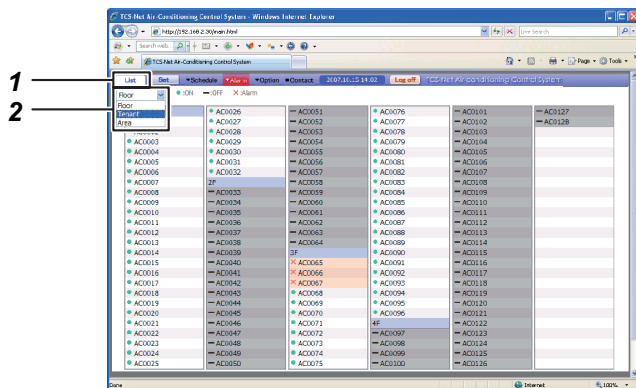 TCS-Net Air-Conditioning Control System - Windows Internet Explorer
http://192.168.2.30/main.html
Live Search
Search web...
TCS-Net Air-Conditioning Control System
Page
Tools
1
List
Set
▼Schedule
▼Alarm
▼Option
■Contact
2007.10.15 14:02
Log off
TCS-Net Air-conditioning Control System
Floor
●:ON
━:OFF
×:Alarm
2
Floor
Tenant
Area
AC0003
AC0004
AC0005
AC0006
AC0007
AC0008
AC0009
AC0010
AC0011
AC0012
AC0013
AC0014
AC0015
AC0016
AC0017
AC0018
AC0019
AC0020
AC0021
AC0022
AC0023
AC0024
AC0025
AC0026
AC0027
AC0028
AC0029
AC0030
AC0031
AC0032
2F
AC0033
AC0034
AC0035
AC0036
AC0037
AC0038
AC0039
AC0040
AC0041
AC0042
AC0043
AC0044
AC0045
AC0046
AC0047
AC0048
AC0049
AC0050
AC0051
AC0052
AC0053
AC0054
AC0055
AC0056
AC0057
AC0058
AC0059
AC0060
AC0061
AC0062
AC0063
AC0064
3F
AC0065
AC0066
AC0067
AC0068
AC0069
AC0070
AC0071
AC0072
AC0073
AC0074
AC0075
AC0076
AC0077
AC0078
AC0079
AC0080
AC0081
AC0082
AC0083
AC0084
AC0085
AC0086
AC0087
AC0088
AC0089
AC0090
AC0091
AC0092
AC0093
AC0094
AC0095
AC0096
4F
AC0097
AC0098
AC0099
AC0100
AC0101
AC0102
AC0103
AC0104
AC0105
AC0106
AC0107
AC0108
AC0109
AC0110
AC0111
AC0112
AC0113
AC0114
AC0115
AC0116
AC0117
AC0118
AC0119
AC0120
AC0121
AC0122
AC0123
AC0124
AC0125
AC0126
AC0127
AC0128
Done
Internet
100%